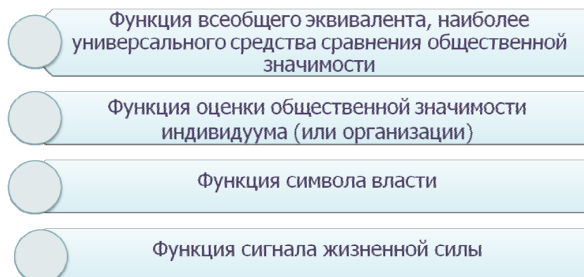 Функция всеобщего эквивалента, наиболее
универсального средства сравнения общественной
значимости
Функция оценки общественной значимости
индивидуума (или организации)
Функция символа власти
Функция сигнала жизненной силы